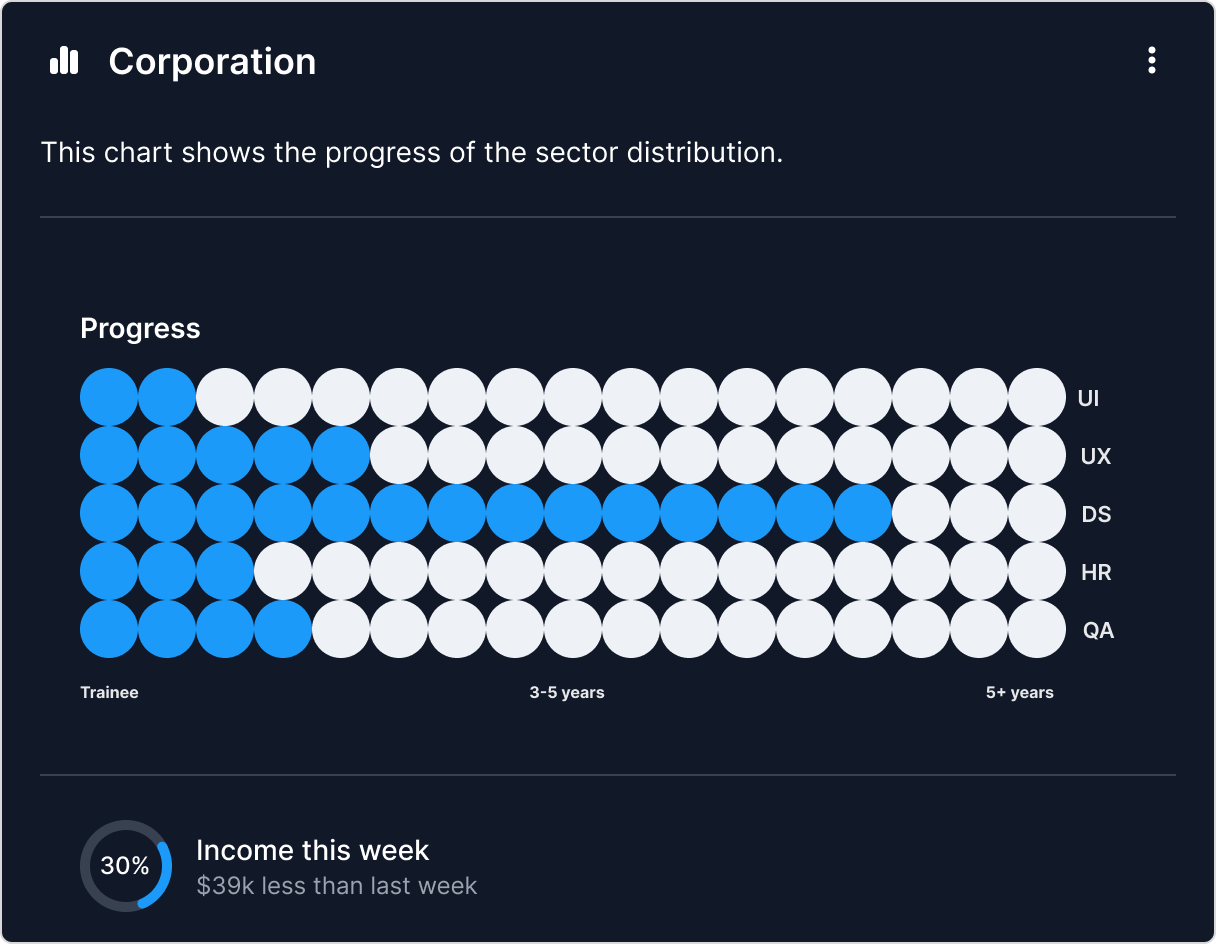 Corporation
This chart shows the progress of the sector distribution.
Progress
UI
UX
DS
HR
QA
Trainee 3-5 years 5+ years
30%
Income this week
$39k less than last week